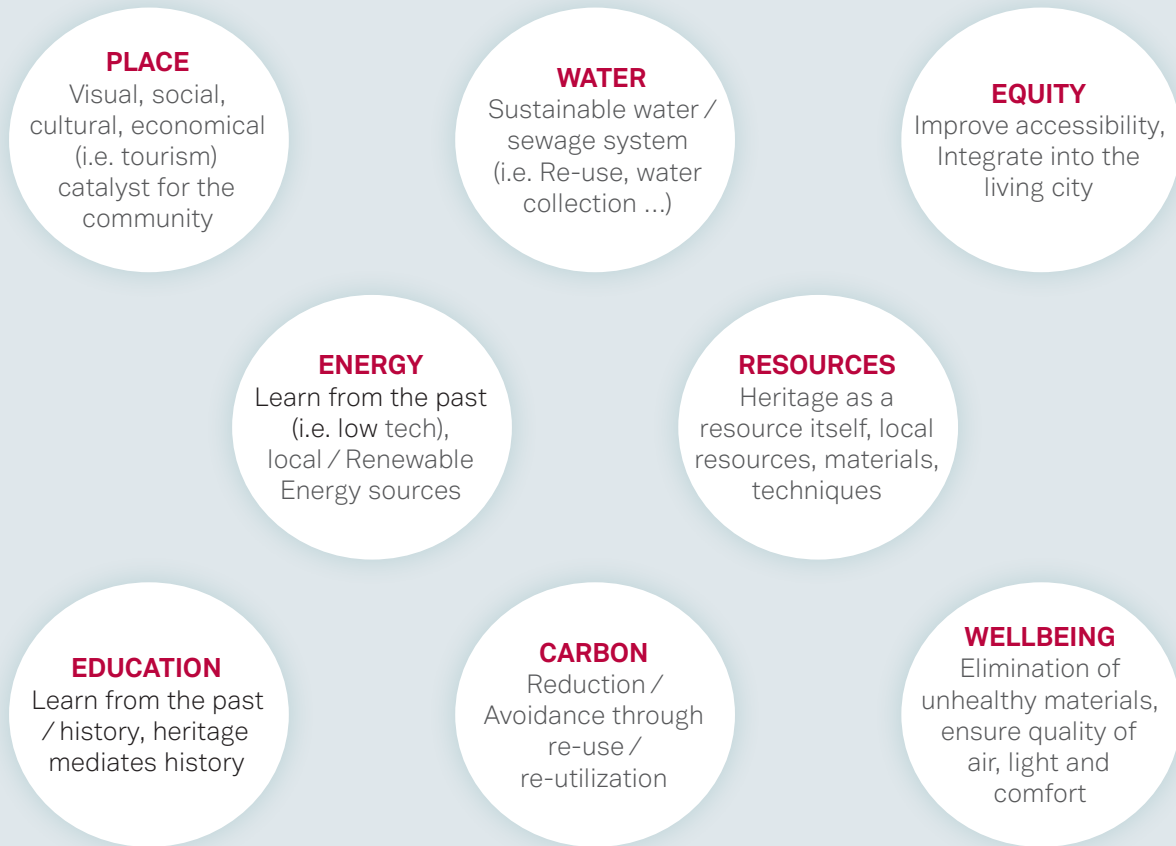 PLACE
Visual, social,
cultural, economical
(i.e. tourism)
catalyst for the
community
WATER
Sustainable water /
sewage system
(i.e. Re-use, water
collection ...)
EQUITY
Improve accessibility,
Integrate into the
living city
ENERGY
Learn from the past
(i.e. low tech),
local / Renewable
Energy sources
RESOURCES
Heritage as a
resource itself, local
resources, materials,
techniques
EDUCATION
Learn from the past
/ history, heritage
mediates history
CARBON
Reduction /
Avoidance through
re-use /
re-utilization
WELLBEING
Elimination of
unhealthy materials,
ensure quality of
air, light and
comfort